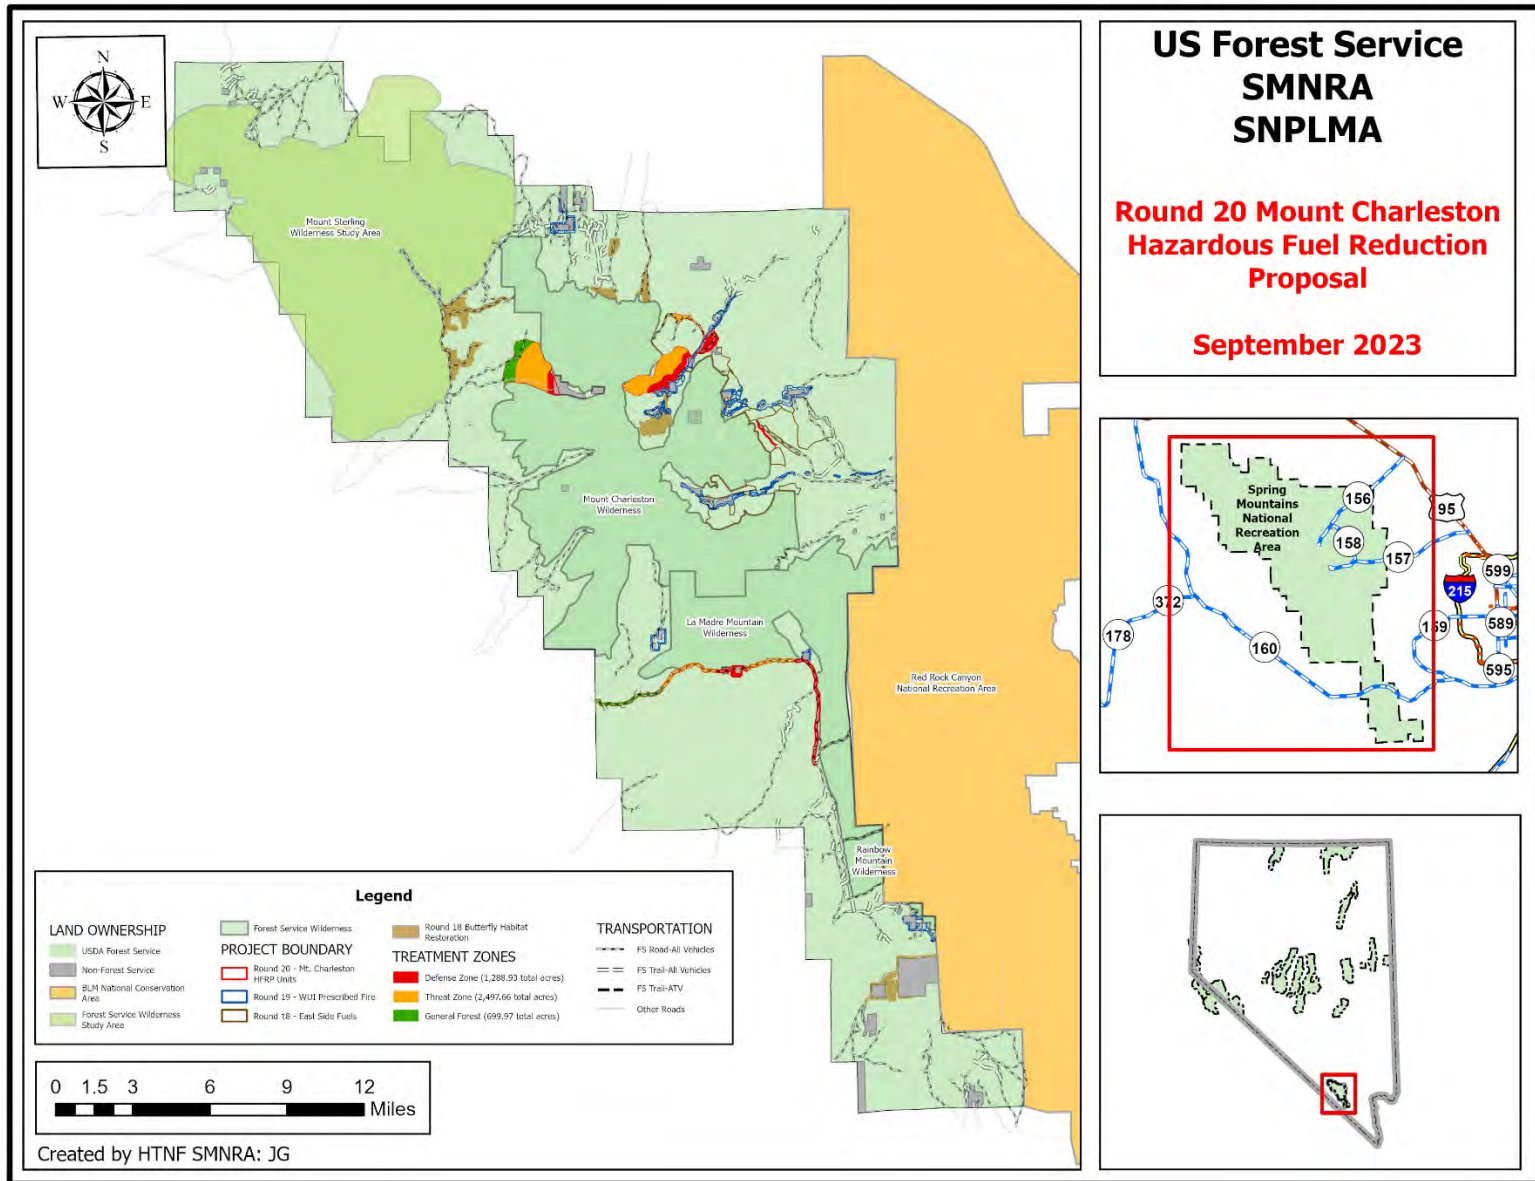 US Forest Service
SMNRA
SNPLMA
Round 20 Mount Charleston
Hazardous Fuel Reduction
Proposal
September 2023
N
W
E
S
Mount Sterling
Wilderness Study Area
Mount Charleston
Wilderness
La Madre Mountain
Wilderness
Red Rock Canyon
National Recreation Area
Rainbow
Mountain
Wilderness
Legend
LAND OWNERSHIP
USDA Forest Service
Non-Forest Service
BLM National Conservation
Area
Forest Service Wilderness
Study Area
Forest Service Wilderness
PROJECT BOUNDARY
Round 20 - Mt. Charleston
HFRP Units
Round 19 - WUI Prescribed Fire
Round 18 - East Side Fuels
Round 18 Butterfly Habitat
Restoration
TREATMENT ZONES
Defense Zone (1,288.93 total acres)
Threat Zone (2,497.66 total acres)
General Forest (699.97 total acres)
TRANSPORTATION
FS Road-All Vehicles
FS Trail-All Vehicles
FS Trail-ATV
Other Roads
0 1.5 3 6 9 12
Miles
Created by HTNF SMNRA: JG
Spring
Mountains
National
Recreation
Area
156
95
158
157
599
215
372
159
589
178
160
595